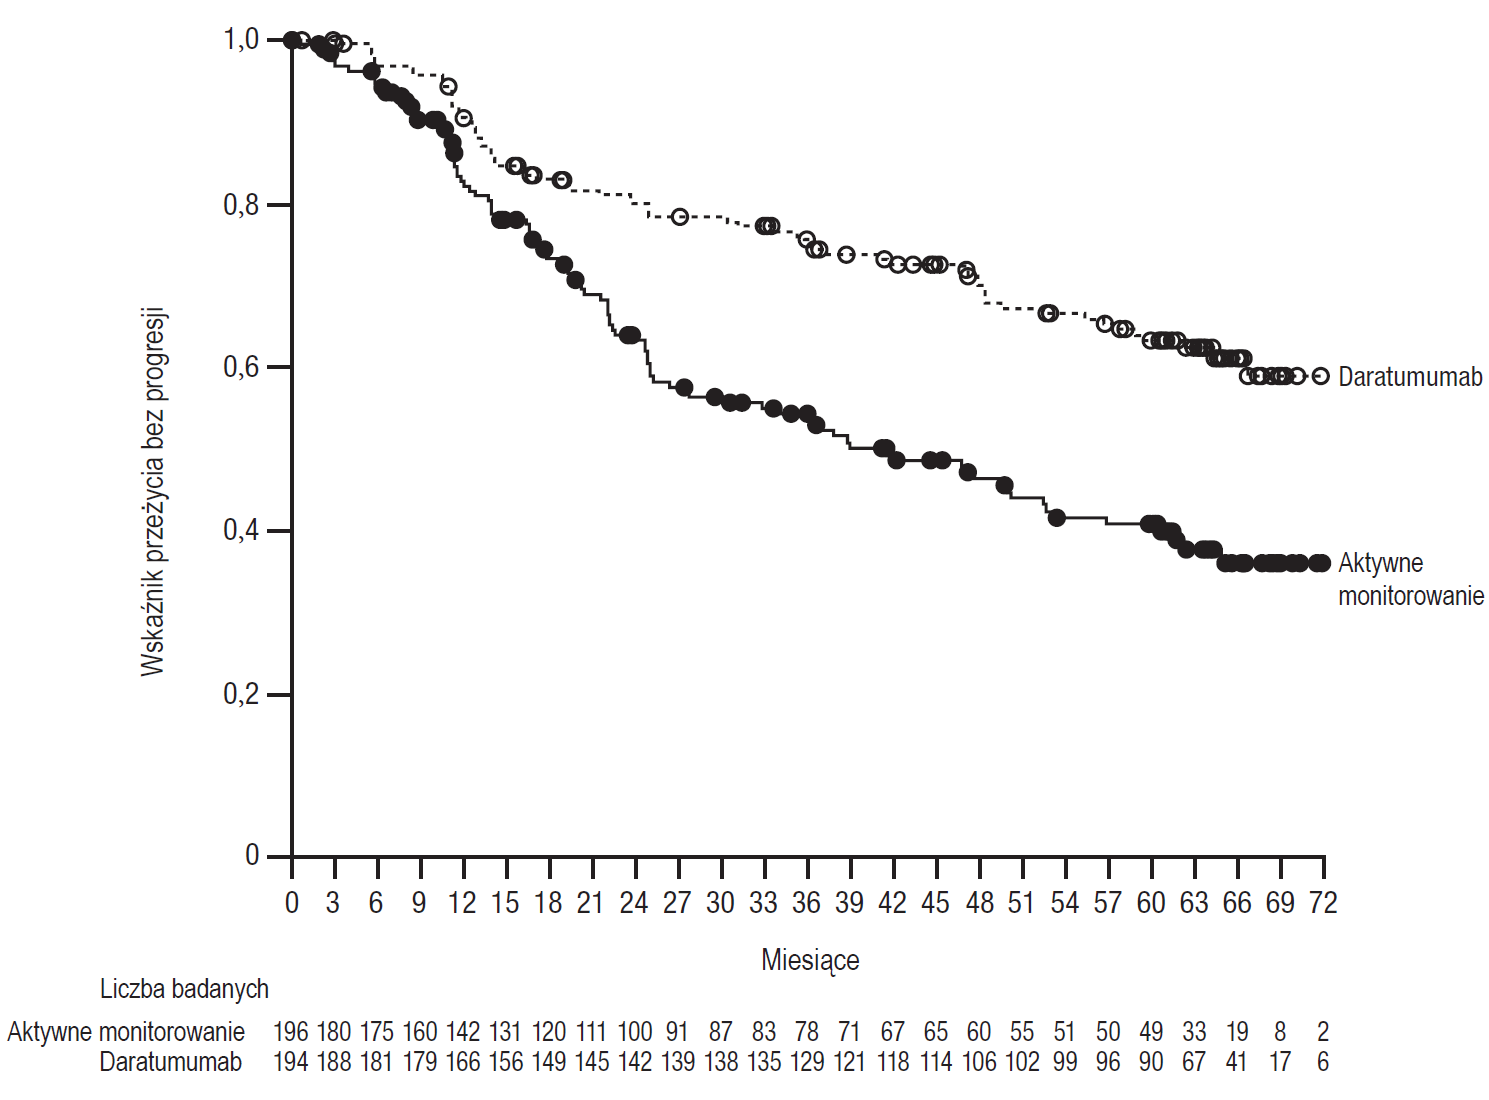 1,0
0,8
0,6
0,4
0,2
0
Wskaźnik przeżycia bez progresji
Daratumumab
Aktywne
monitorowanie
0 3 6 9 12 15 18 21 24 27 30 33 36 39 42 45 48 51 54 57 60 63 66 69 72
Miesiące
Liczba badanych
Aktywne monitorowanie 196 180 175 160 142 131 120 111 100 91 87 83 78 71 67 65 60 55 51 50 49 33 19 8 2
Daratumumab 194 188 181 179 166 156 149 145 142 139 138 135 129 121 118 114 106 102 99 96 90 67 41 17 6